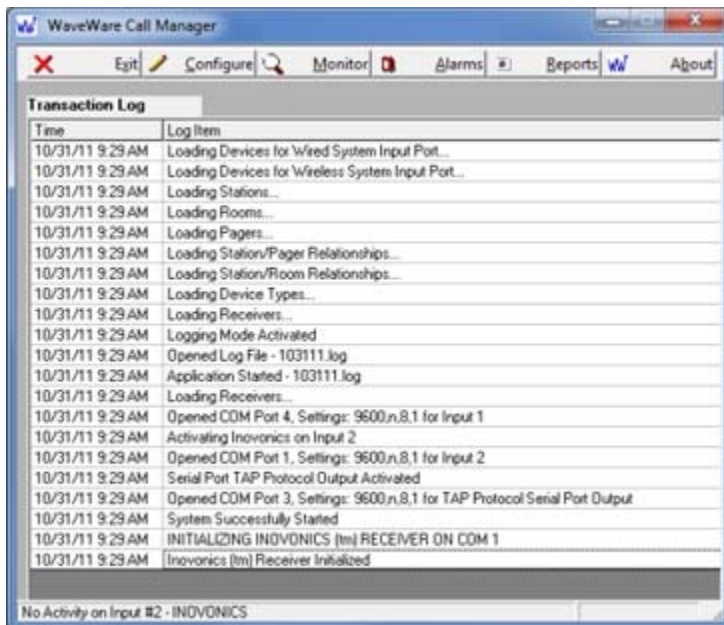 WaveWare Call Manager
Exit Configure Monitor Alarms Reports About
Transaction Log
Time Log Item
10/31/11 9:29 AM Loading Devices for Wired System Input Port...
10/31/11 9:29 AM Loading Devices for Wireless System Input Port...
10/31/11 9:29 AM Loading Stations...
10/31/11 9:29 AM Loading Rooms...
10/31/11 9:29 AM Loading Pagers...
10/31/11 9:29 AM Loading Station/Pager Relationships...
10/31/11 9:29 AM Loading Station/Room Relationships...
10/31/11 9:29 AM Loading Device Types...
10/31/11 9:29 AM Loading Receivers...
10/31/11 9:29 AM Logging Mode Activated
10/31/11 9:29 AM Opened Log File - 103111.log
10/31/11 9:29 AM Application Started - 103111.log
10/31/11 9:29 AM Loading Receivers...
10/31/11 9:29 AM Opened COM Port 4, Settings: 9600,n,8,1 for Input 1
10/31/11 9:29 AM Activating Inovonics on Input 2
10/31/11 9:29 AM Opened COM Port 1, Settings: 9600,n,8,1 for Input 2
10/31/11 9:29 AM Serial Port TAP Protocol Output Activated
10/31/11 9:29 AM Opened COM Port 3, Settings: 9600,n,8,1 for TAP Protocol Serial Port Output
10/31/11 9:29 AM System Successfully Started
10/31/11 9:29 AM INITIALIZING INOVONICS (tm) RECEIVER ON COM 1
10/31/11 9:29 AM Inovonics (tm) Receiver Initialized
No Activity on Input #2 - INOVONICS